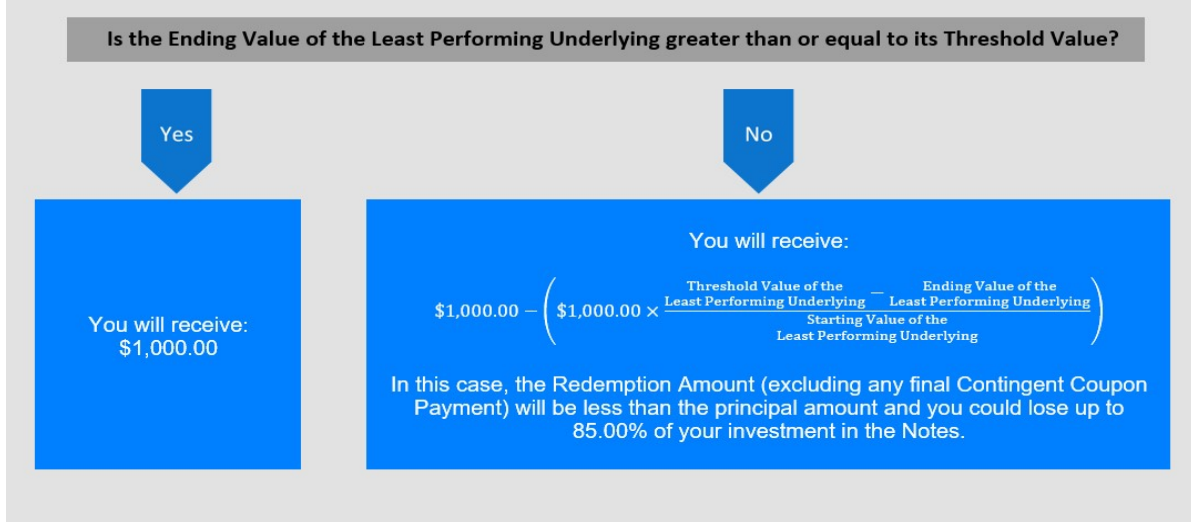 Is the Ending Value of the Least Performing Underlying greater than or equal to its Threshold Value?
Yes
No
You will receive:
$1,000.00
You will receive:
Threshold Value of the Ending Value of the
$1,000.00 − ( $1,000.00 × Least Performing Underlying − Least Performing Underlying )
Starting Value of the
Least Performing Underlying
In this case, the Redemption Amount (excluding any final Contingent Coupon
Payment) will be less than the principal amount and you could lose up to
85.00% of your investment in the Notes.